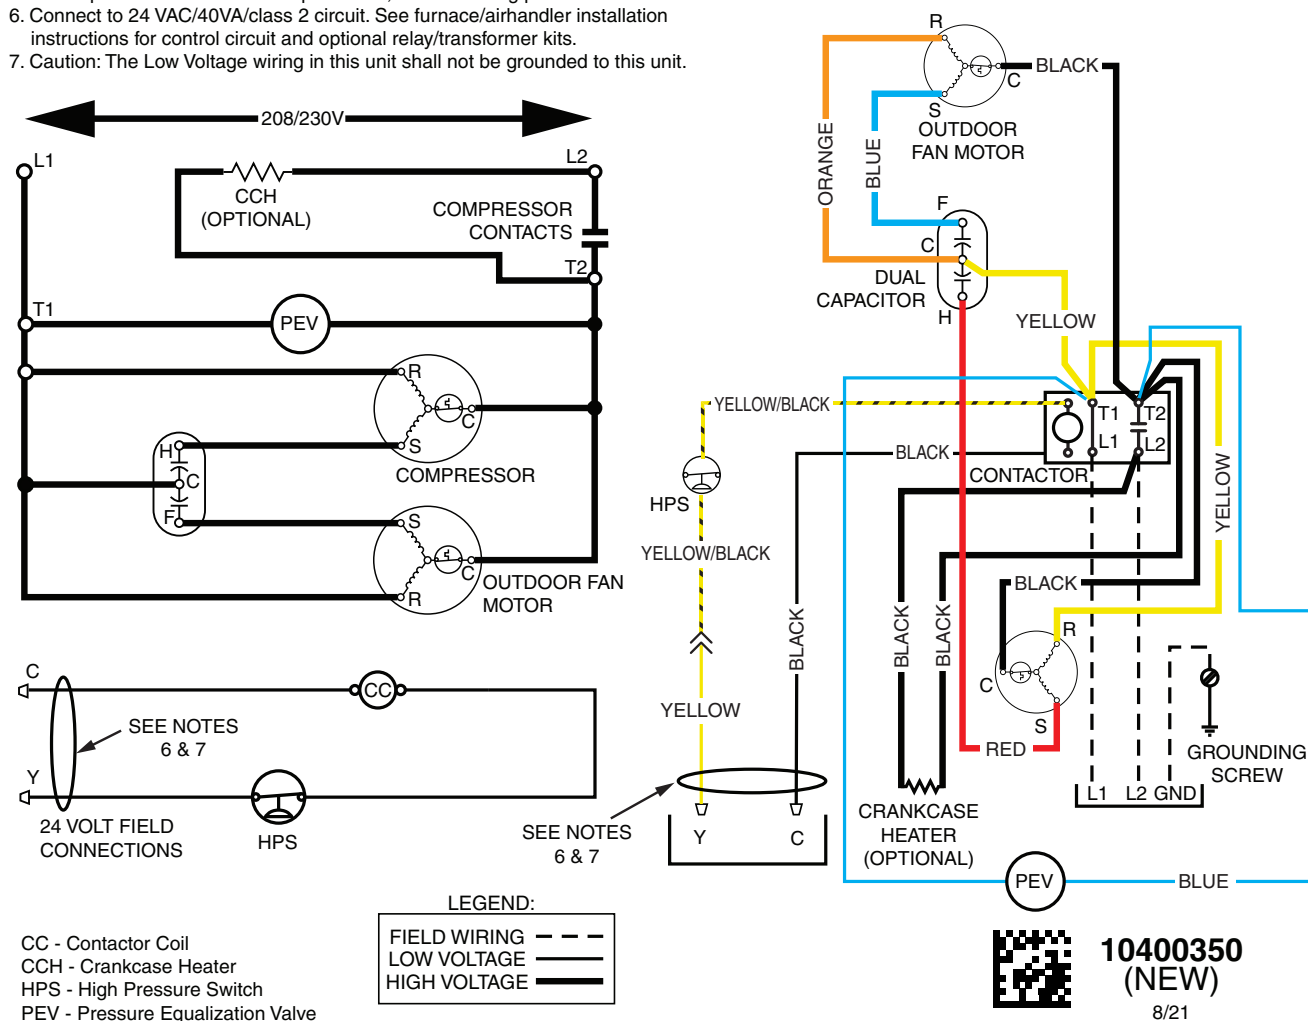 6. Connect to 24 VAC/40VA/class 2 circuit. See furnace/airhandler installation
instructions for control circuit and optional relay/transformer kits.
7. Caution: The Low Voltage wiring in this unit shall not be grounded to this unit.
208/230V
L1
L2
CCH
(OPTIONAL)
COMPRESSOR
CONTACTS
T2
T1
PEV
R
C
S
COMPRESSOR
H
C
F
S
C
R
OUTDOOR FAN
MOTOR
C
CC
SEE NOTES
6 & 7
Y
24 VOLT FIELD
CONNECTIONS
HPS
CC - Contactor Coil
CCH - Crankcase Heater
HPS - High Pressure Switch
PEV - Pressure Equalization Valve
LEGEND:
FIELD WIRING
LOW VOLTAGE
HIGH VOLTAGE
R
C
BLACK
S
OUTDOOR
FAN MOTOR
ORANGE
BLUE
F
C
DUAL
CAPACITOR
H
YELLOW
YELLOW/BLACK
T1
T2
L1
L2
BLACK
CONTACTOR
HPS
YELLOW
YELLOW/BLACK
BLACK
BLACK
BLACK
BLACK
R
C
S
YELLOW
RED
GROUNDING
SCREW
L1
L2
GND
SEE NOTES
6 & 7
Y
C
CRANKCASE
HEATER
(OPTIONAL)
PEV
BLUE
10400350
(NEW)
8/21